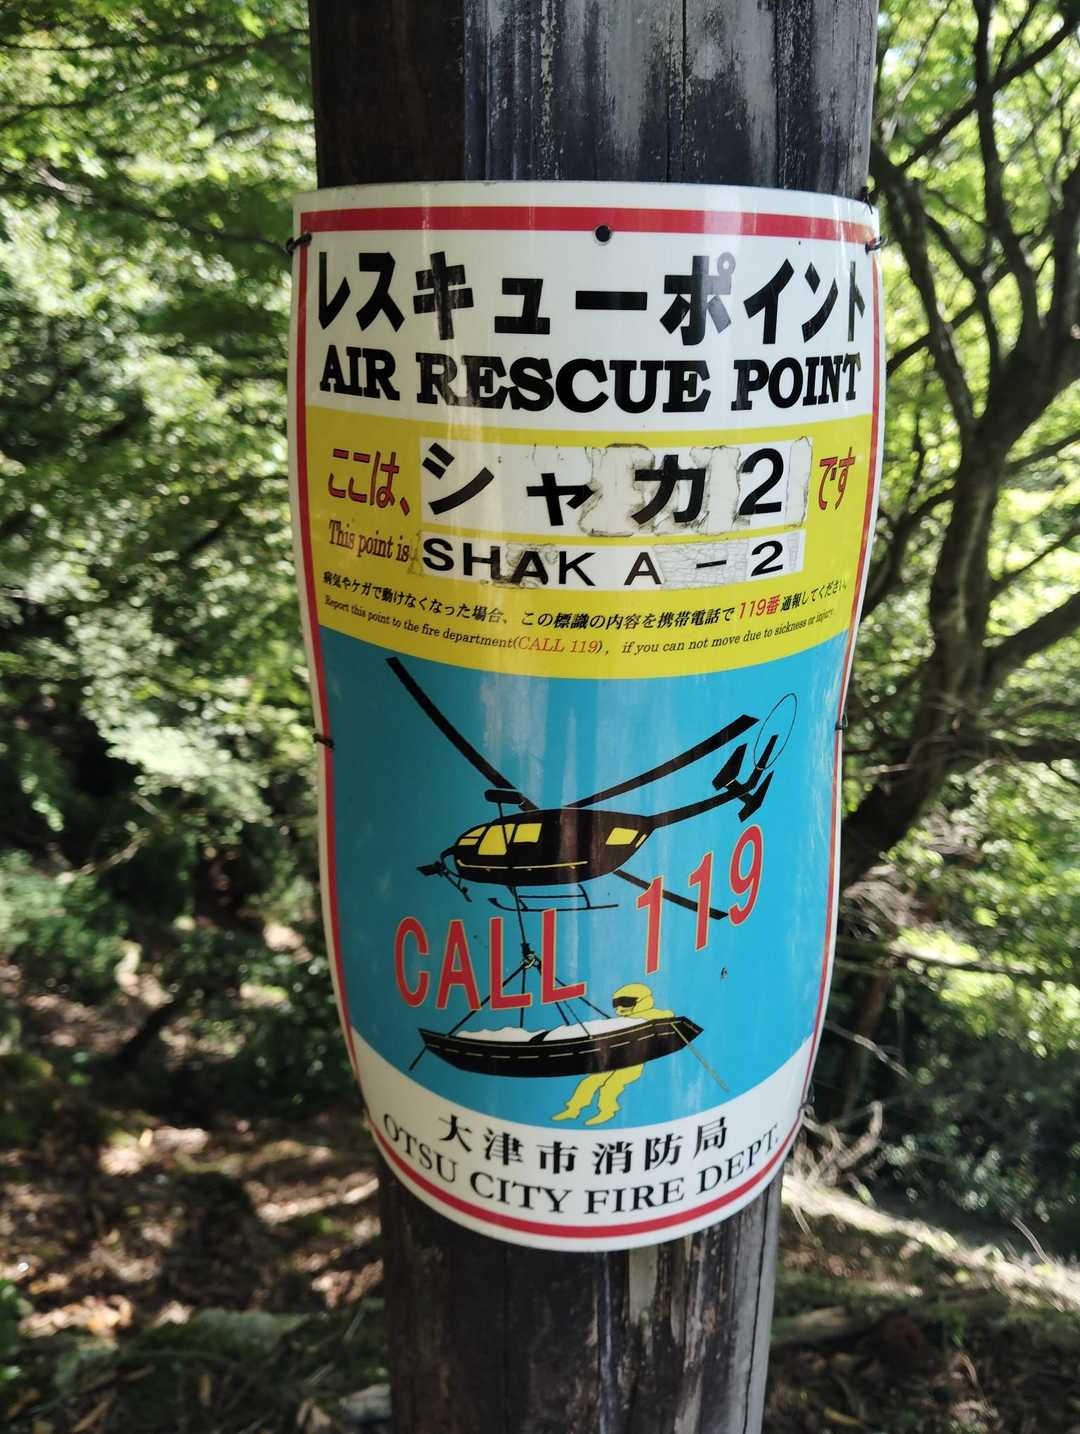 レスキューポイント
AIR RESCUE POINT
ここは、シャカ2です
This point is SHAKA-2
病気やケガで動けなくなった場合、この標識の内容を携帯電話で119番通報してください。
Report this point to the fire department(CALL 119), if you can not move due to sickness or injury.
CALL 119
大津市消防局
OTSU CITY FIRE DEPT.